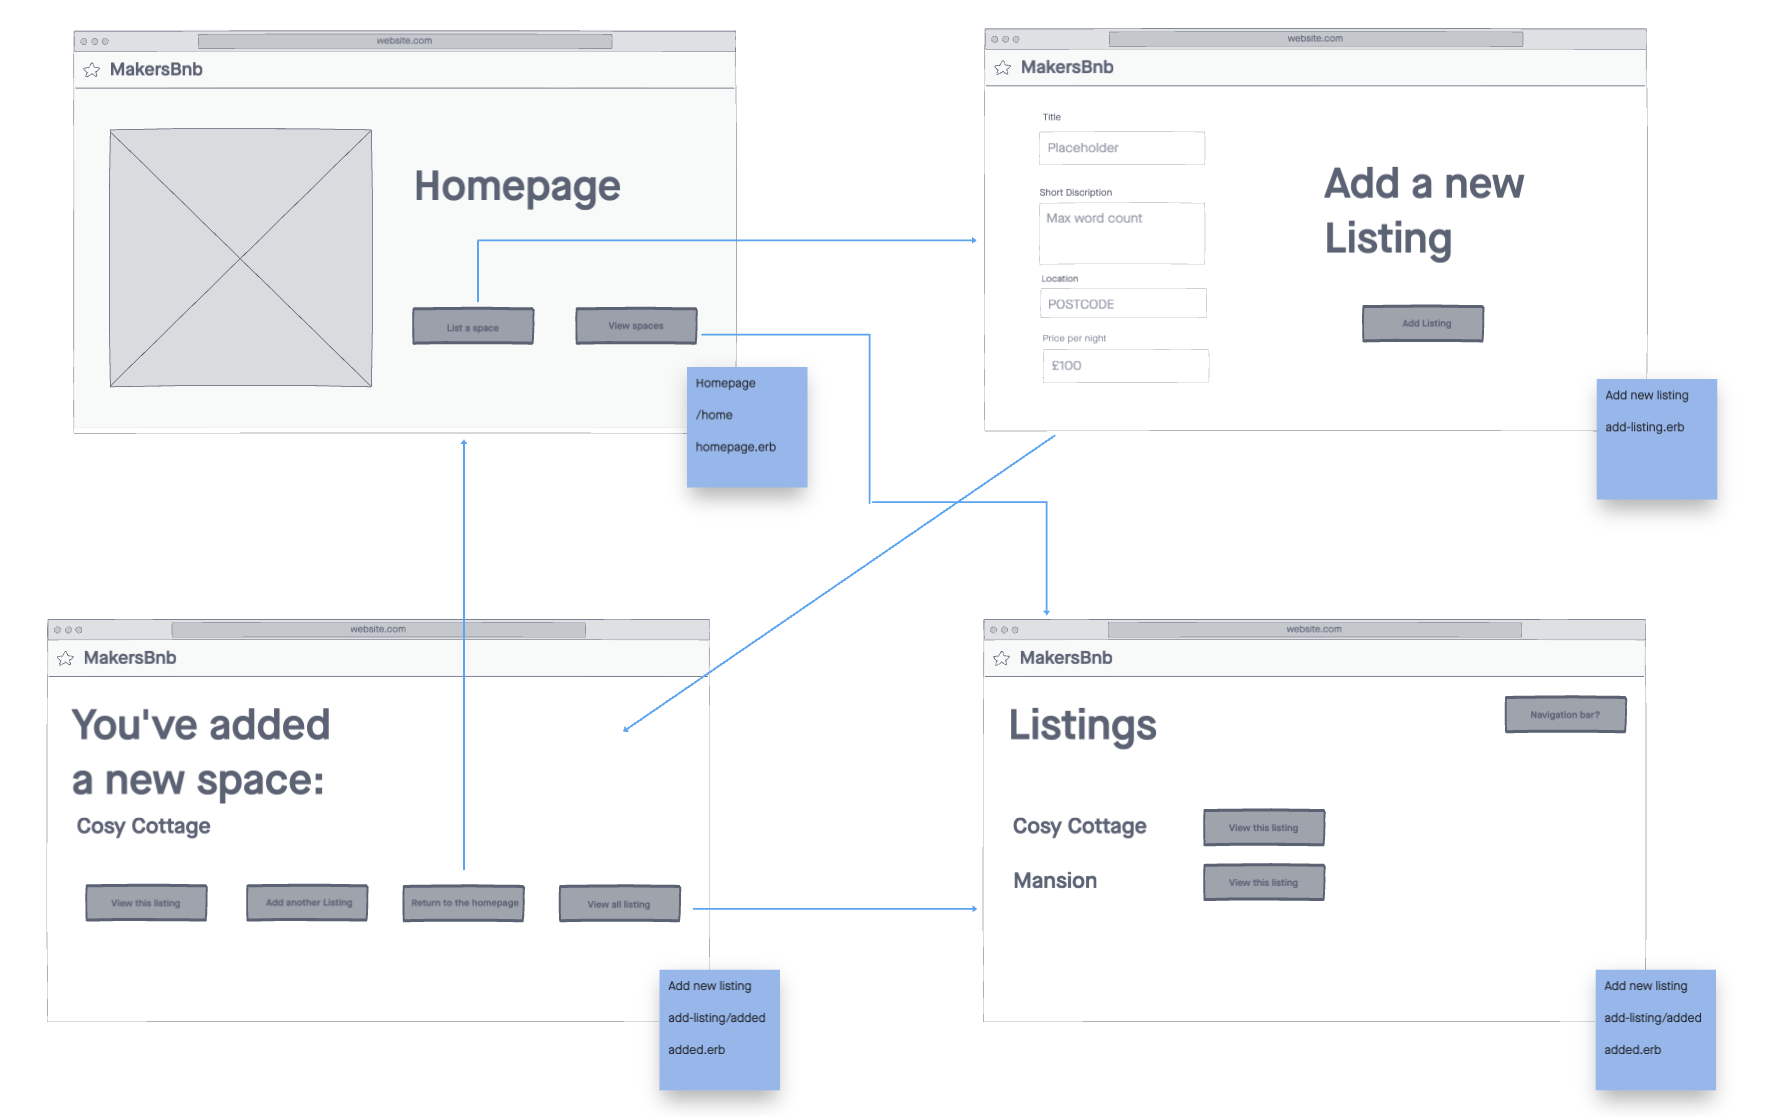 website.com
MakersBnb
Homepage
List a space
View spaces
Homepage
/home
homepage.erb
website.com
MakersBnb
Title
Placeholder
Short Discription
Max word count
Location
POSTCODE
Price per night
£100
Add a new
Listing
Add Listing
Add new listing
add-listing.erb
website.com
MakersBnb
You've added
a new space:
Cosy Cottage
View this listing
Add another Listing
Return to the homepage
View all listing
Add new listing
add-listing/added
added.erb
website.com
MakersBnb
Listings
Navigation bar?
Cosy Cottage
View this listing
Mansion
View this listing
Add new listing
add-listing/added
added.erb